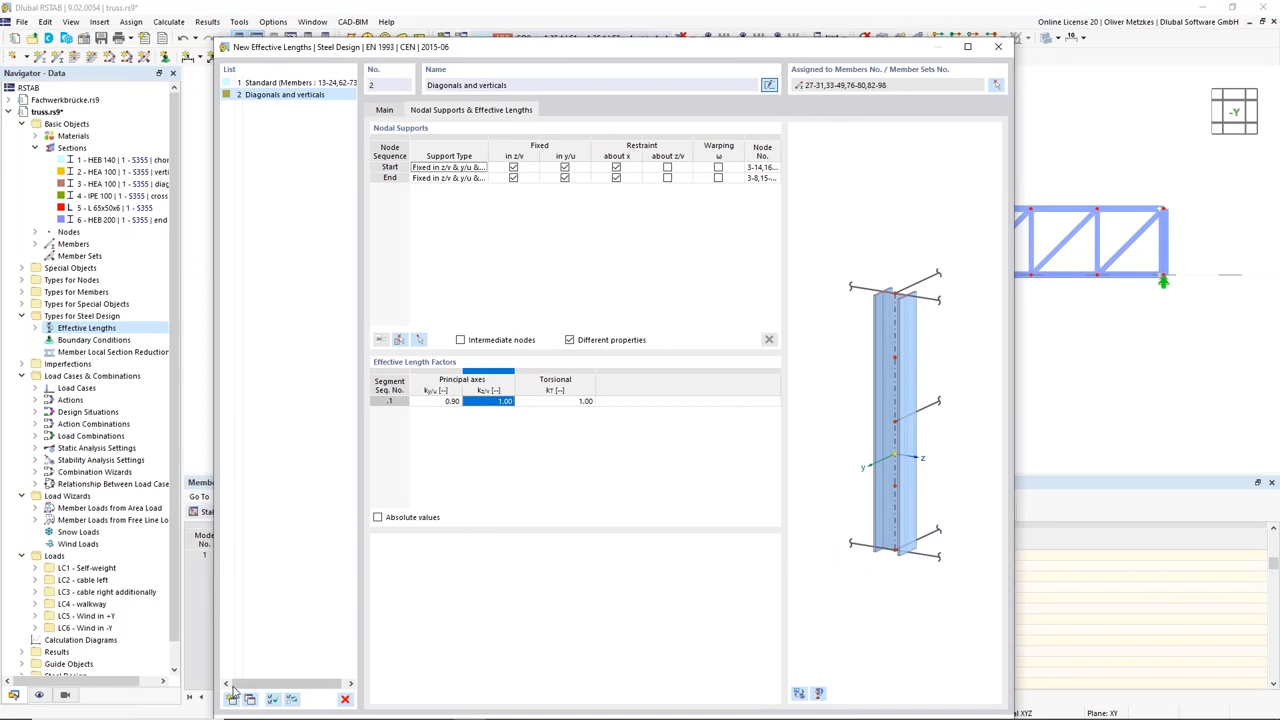 Dlubal RSTAB | 9.02.0054 | truss.rs9*
File Edit View Insert Assign Calculate Results Tools Options Window CAD-BIM Help
Online License 20 | Oliver Metzkes | Dlubal Software GmbH
Navigator - Data
RSTAB
Fachwerkbrücke.rs9
truss.rs9*
Basic Objects
Materials
Sections
1 - HEB 140 | 1 - S355 | chor
2 - HEA 100 | 1 - S355 | verti
3 - HEA 100 | 1 - S355 | diag
4 - IPE 100 | 1 - S355 | cross
5 - L 65x50x6 | 1 - S355
6 - HEB 200 | 1 - S355 | end
Nodes
Members
Member Sets
Special Objects
Types for Nodes
Types for Members
Types for Special Objects
Types for Steel Design
Effective Lengths
Boundary Conditions
Member Local Section Reduction
Imperfections
Load Cases & Combinations
Load Cases
Actions
Design Situations
Action Combinations
Load Combinations
Static Analysis Settings
Stability Analysis Settings
Combination Wizards
Relationship Between Load Case
Load Wizards
Member Loads from Area Load
Member Loads from Free Line Lo
Snow Loads
Wind Loads
Loads
LC1 - Self-weight
LC2 - cable left
LC3 - cable right additionally
LC4 - walkway
LC5 - Wind in +Y
LC6 - Wind in -Y
Calculation Diagrams
Results
Guide Objects
New Effective Lengths | Steel Design | EN 1993 | CEN | 2015-06
List
1 Standard (Members : 13-24,62-73
2 Diagonals and verticals
No.
2
Name
Diagonals and verticals
Assigned to Members No. / Member Sets No.
27-31,33-49,76-80,82-98
Main
Nodal Supports & Effective Lengths
Nodal Supports
Node Sequence
Support Type
Fixed
in z/v
in y/u
Restraint
about x
about z/v
Warping
ω
Node No.
Start Fixed in z/v & y/u &... 3-14,16...
End Fixed in z/v & y/u &... 3-8,15-...
Intermediate nodes
Different properties
Effective Length Factors
Segment Seq. No.
Principal axes
ky/u [--]
kz/v [--]
Torsional
kT [--]
.1 0.90 1.00 1.00
Absolute values
y
z
-Y
Memb
Go To
Stal
Mode No.
1
Plane: XY